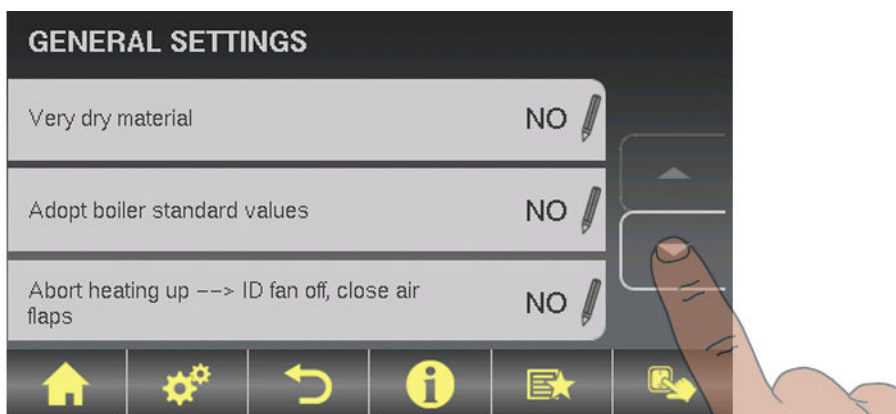 GENERAL SETTINGS
Very dry material NO
Adopt boiler standard values NO
Abort heating up --> ID fan off, close air
flaps NO